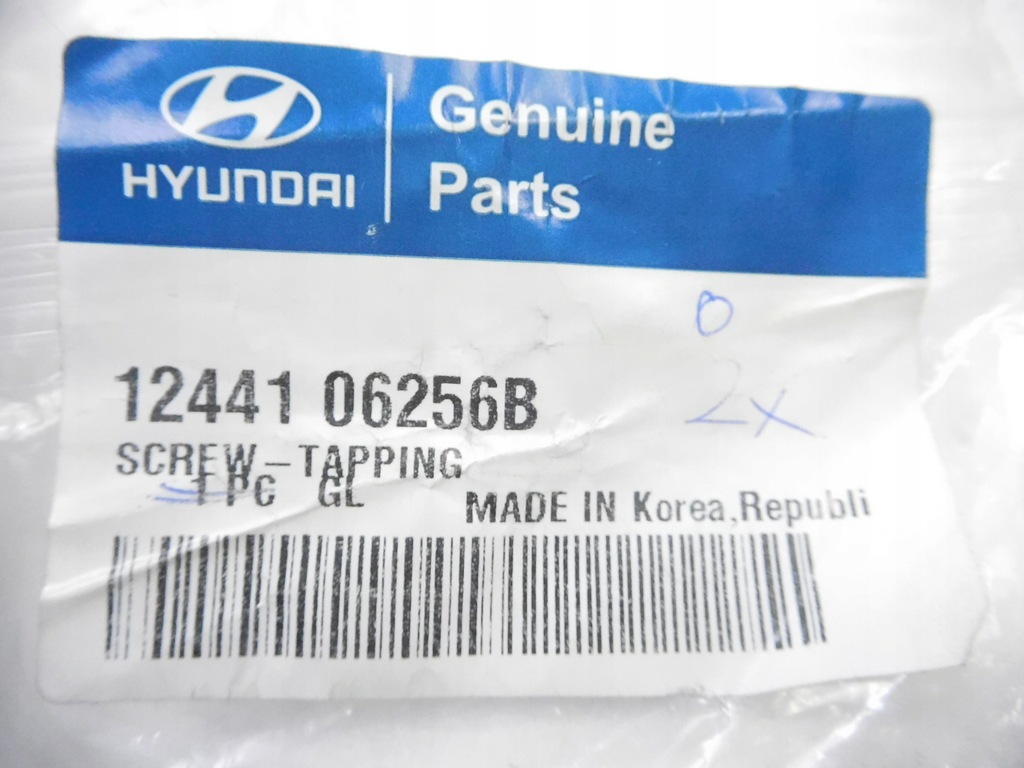 HYUNDAI
Genuine
Parts
0
12441 06256B
2x
SCREW-TAPPING
1 PC GL
MADE IN Korea,Republi